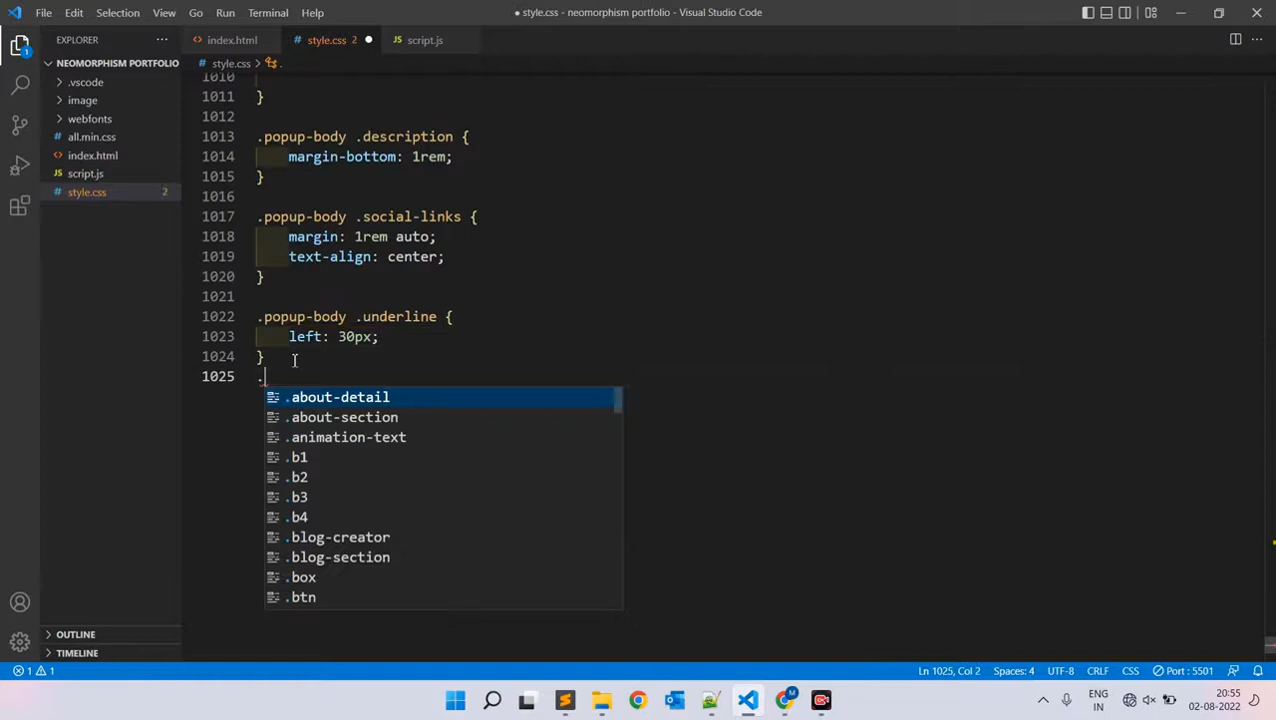 File Edit Selection View Go Run Terminal Help
● style.css - neomorphism portfolio - Visual Studio Code
EXPLORER
index.html
style.css 2
script.js
NEOMORPHISM PORTFOLIO
style.css > .
.vscode
image
webfonts
all.min.css
index.html
script.js
style.css 2
1010
1011 }
1012
1013 .popup-body .description {
1014 margin-bottom: 1rem;
1015 }
1016
1017 .popup-body .social-links {
1018 margin: 1rem auto;
1019 text-align: center;
1020 }
1021
1022 .popup-body .underline {
1023 left: 30px;
1024 }
1025 .
.about-detail
.about-section
.animation-text
.b1
.b2
.b3
.b4
.blog-creator
.blog-section
.box
.btn
OUTLINE
TIMELINE
1 1
Ln 1025, Col 2 Spaces: 4 UTF-8 CRLF CSS Port : 5501
ENG
IN
20:55
02-08-2022
1
M